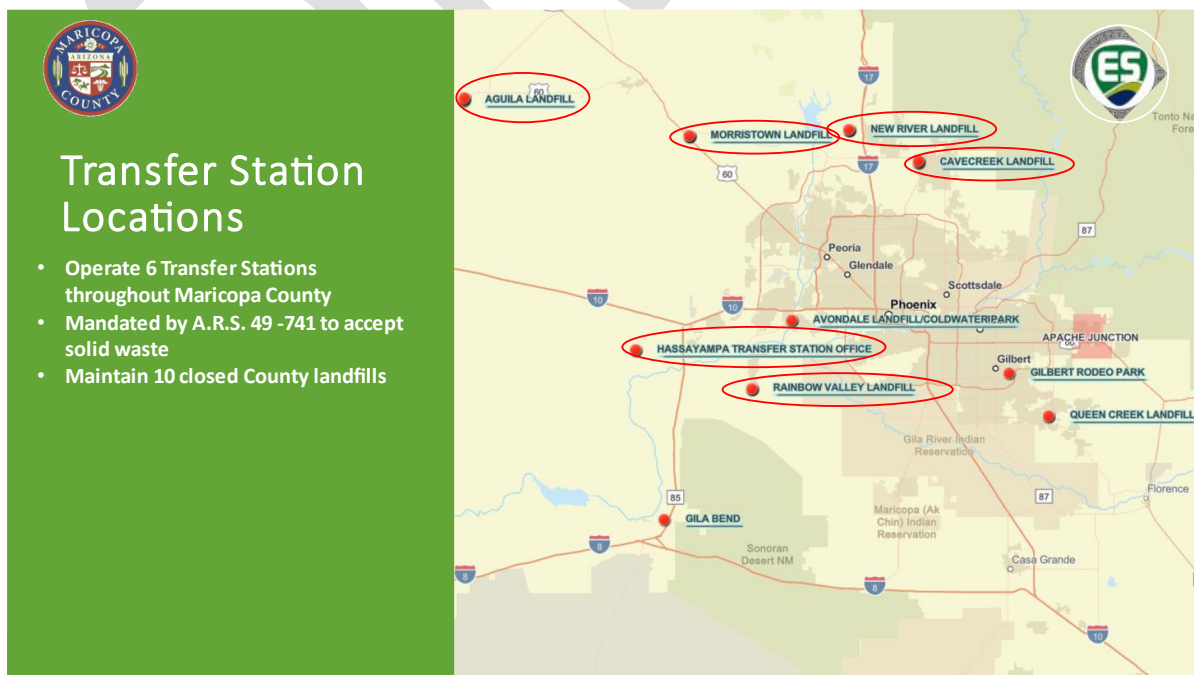 MARICOPA
ARIZONA
COUNTY
Transfer Station
Locations
• Operate 6 Transfer Stations
throughout Maricopa County
• Mandated by A.R.S. 49 -741 to accept
solid waste
• Maintain 10 closed County landfills
ES
17
60
AGUILA LANDFILL
MORRISTOWN LANDFILL
NEW RIVER LANDFILL
CAVECREEK LANDFILL
Tonto Na
Fore
17
60
87
Peoria
Glendale
Scottsdale
10
10
Phoenix
AVONDALE LANDFILL/COLDWATER PARK
APACHE JUNCTION
HASSAYAMPA TRANSFER STATION OFFICE
Gilbert
GILBERT RODEO PARK
RAINBOW VALLEY LANDFILL
QUEEN CREEK LANDFILL
Gila River Indian
Reservation
85
87
Florence
GILA BEND
Maricopa (Ak
Chin) Indian
Reservation
8
Sonoran
Desert NM
Casa Grande
8
8
10